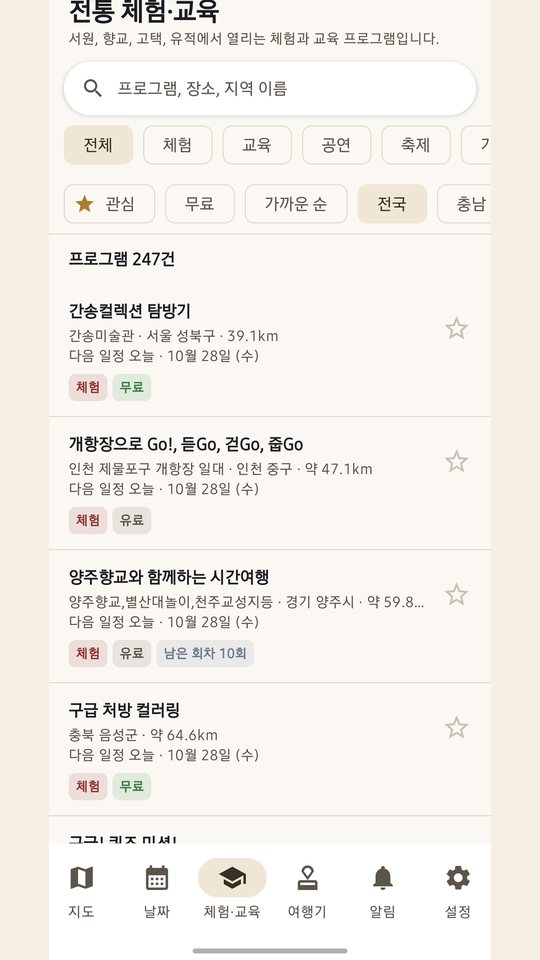 전통 체험·교육
서원, 향교, 고택, 유적에서 열리는 체험과 교육 프로그램입니다.
프로그램, 장소, 지역 이름
전체
체험
교육
공연
축제
관심
무료
가까운 순
전국
충남
프로그램 247건
간송컬렉션 탐방기
간송미술관 · 서울 성북구 · 39.1km
다음 일정 오늘 · 10월 28일 (수)
체험
무료
개항장으로 Go!, 듣Go, 걷Go, 줍Go
인천 제물포구 개항장 일대 · 인천 중구 · 약 47.1km
다음 일정 오늘 · 10월 28일 (수)
체험
유료
양주향교와 함께하는 시간여행
양주향교,별산대놀이,천주교성지등 · 경기 양주시 · 약 59.8...
다음 일정 오늘 · 10월 28일 (수)
체험
유료
남은 회차 10회
구급 처방 컬러링
충북 음성군 · 약 64.6km
다음 일정 오늘 · 10월 28일 (수)
체험
무료
지도
날짜
체험·교육
여행기
알림
설정